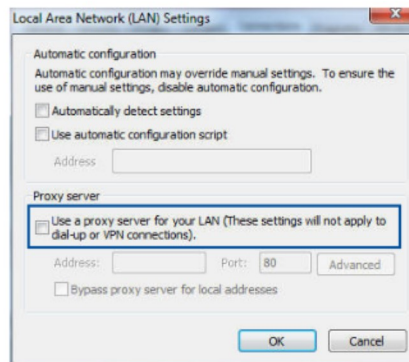 Local Area Network (LAN) Settings
Automatic configuration
Automatic configuration may override manual settings. To ensure the
use of manual settings, disable automatic configuration.
Automatically detect settings
Use automatic configuration script
Address
Proxy server
Use a proxy server for your LAN (These settings will not apply to
dial-up or VPN connections).
Address: Port: 80 Advanced
Bypass proxy server for local addresses
OK Cancel